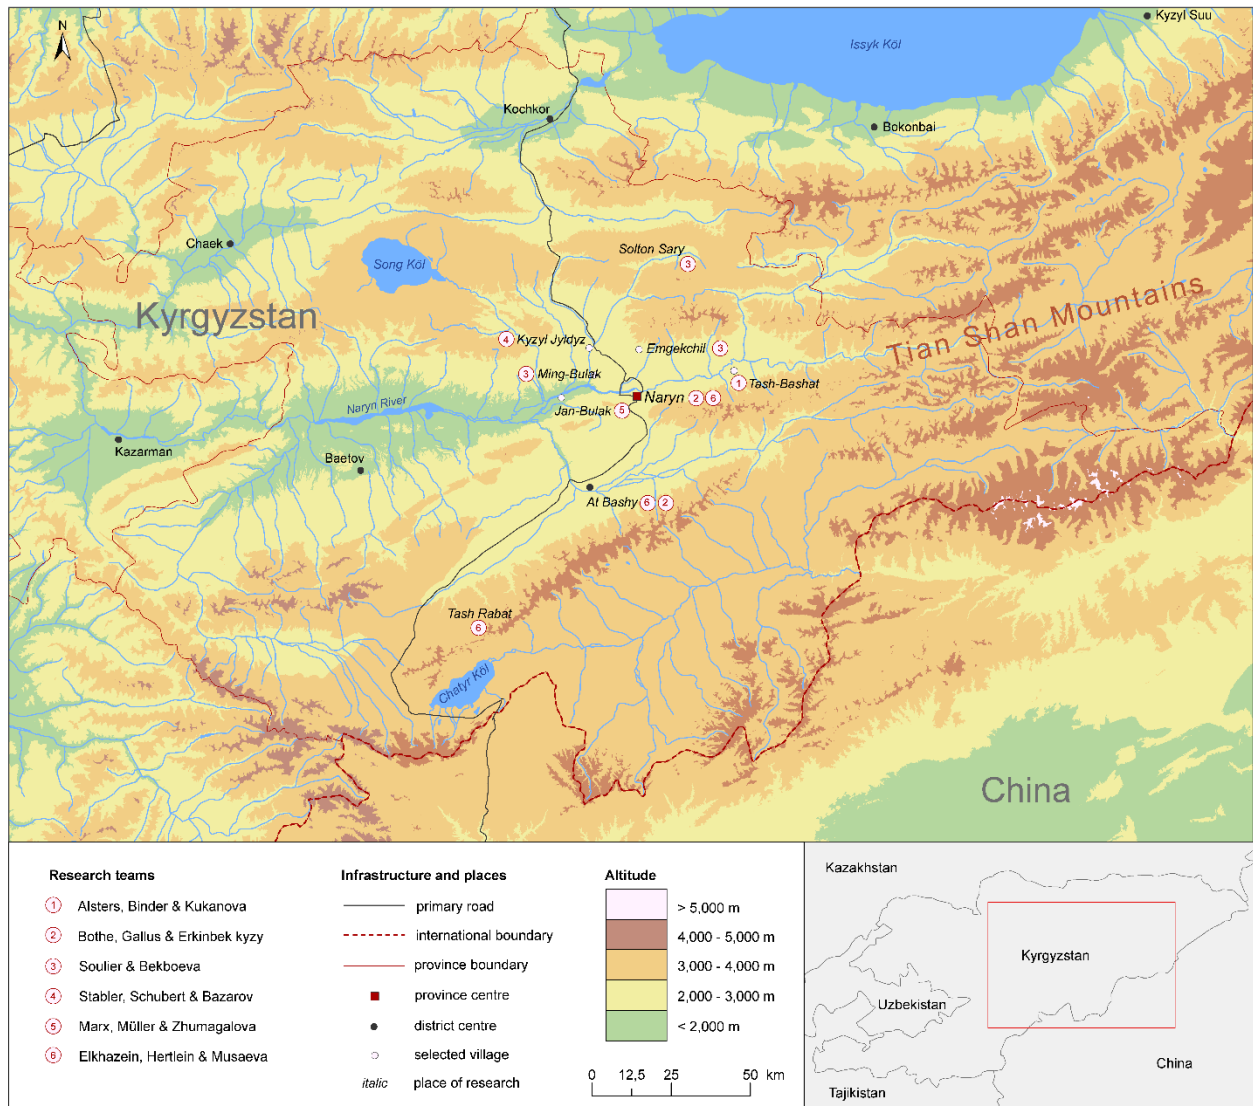 N
Kyzyl Suu
Issyk Köl
Kochkor
Bokonbai
Chaek
Song Köl
Solton Sary
3
Kyrgyzstan
Tian Shan Mountains
4 Kyzyl Jyldyz
Emgekchil 3
3 Ming-Bulak
1 Tash-Bashat
Naryn River
Jan-Bulak 5
Naryn 2 6
Kazarman
Baetov
At Bashy 6 2
Tash Rabat
6
Chatyr Köl
China
Research teams
1 Alsters, Binder & Kukanova
2 Bothe, Gallus & Erkinbek kyzy
3 Soulier & Bekboeva
4 Stabler, Schubert & Bazarov
5 Marx, Müller & Zhumagalova
6 Elkhazein, Hertlein & Musaeva
Infrastructure and places
primary road
international boundary
province boundary
province centre
district centre
selected village
italic place of research
Altitude
> 5,000 m
4,000 - 5,000 m
3,000 - 4,000 m
2,000 - 3,000 m
< 2,000 m
0 12,5 25 50 km
Kazakhstan
Kyrgyzstan
Uzbekistan
China
Tajikistan